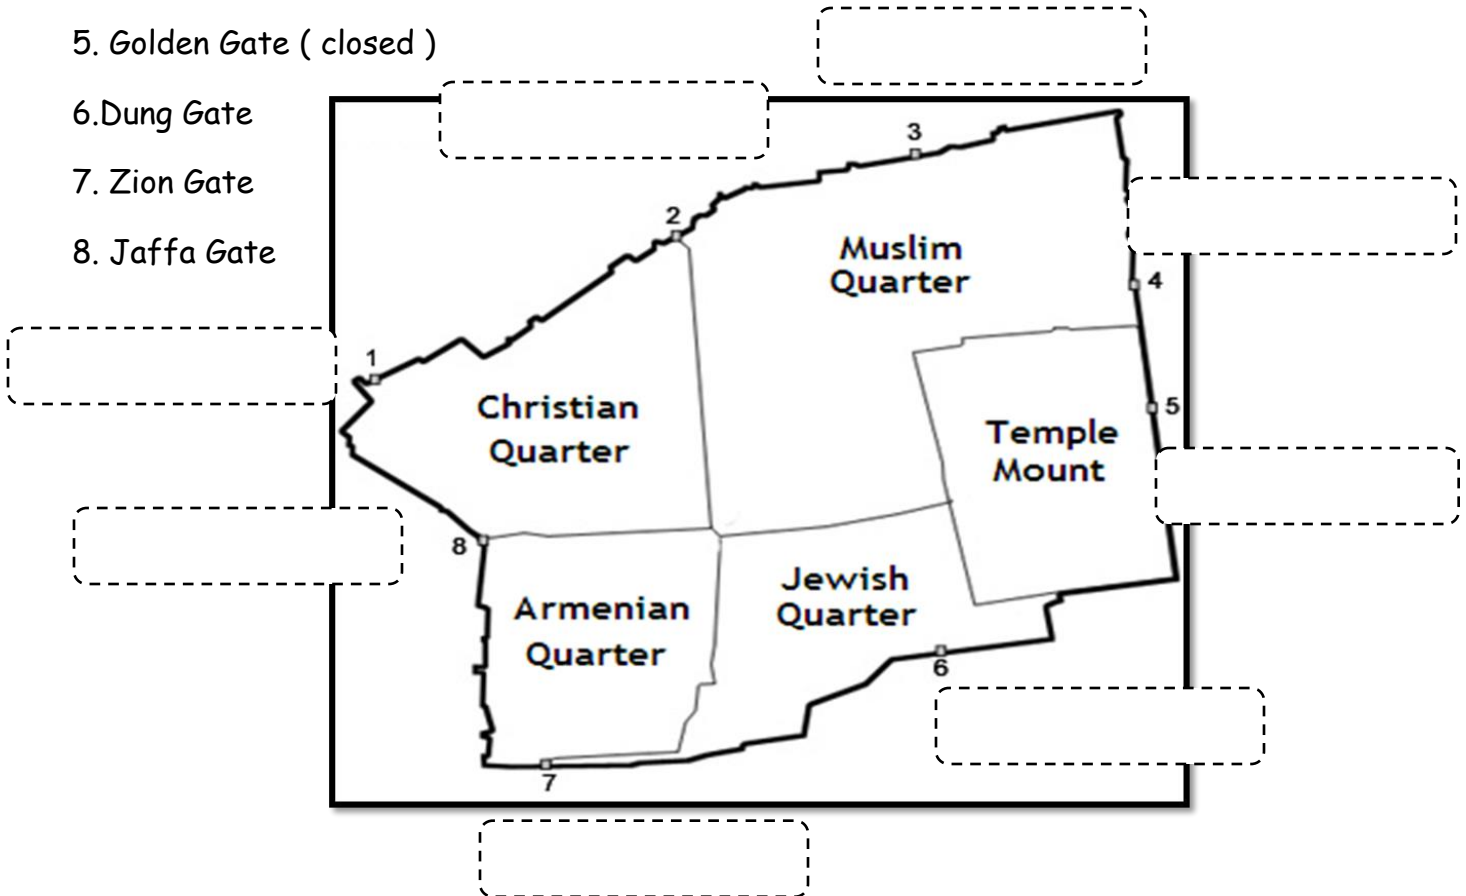 5. Golden Gate ( closed )
6.Dung Gate
7. Zion Gate
8. Jaffa Gate
3
2
Muslim
Quarter
4
1
Christian
Quarter
5
Temple
Mount
8
Jewish
Quarter
Armenian
Quarter
6
7